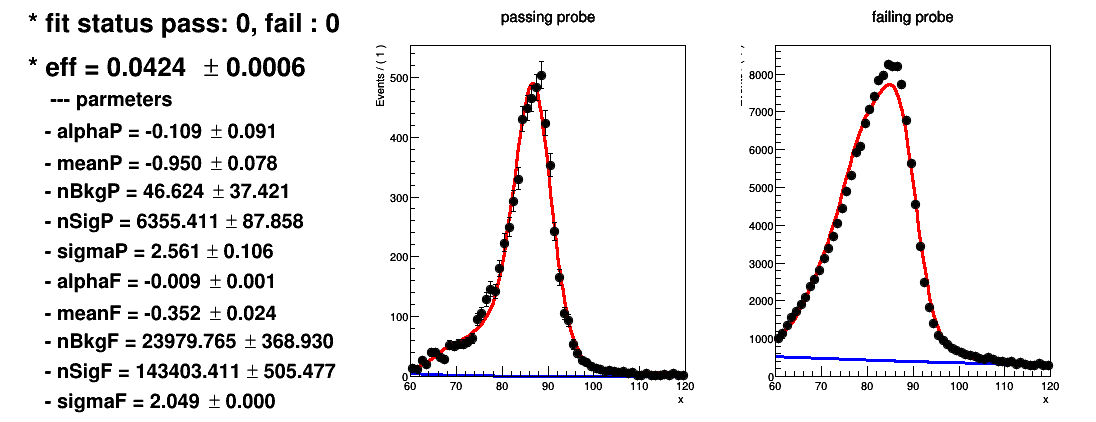 * fit status pass: 0, fail : 0
* eff = 0.0424 ± 0.0006
--- parmeters
- alphaP = -0.109 ± 0.091
- meanP = -0.950 ± 0.078
- nBkgP = 46.624 ± 37.421
- nSigP = 6355.411 ± 87.858
- sigmaP = 2.561 ± 0.106
- alphaF = -0.009 ± 0.001
- meanF = -0.352 ± 0.024
- nBkgF = 23979.765 ± 368.930
- nSigF = 143403.411 ± 505.477
- sigmaF = 2.049 ± 0.000
passing probe
Events / ( 1 )
500
400
300
200
100
0
60 70 80 90 100 110 120
x
failing probe
8000
7000
6000
5000
4000
3000
2000
1000
0
60 70 80 90 100 110 120
x